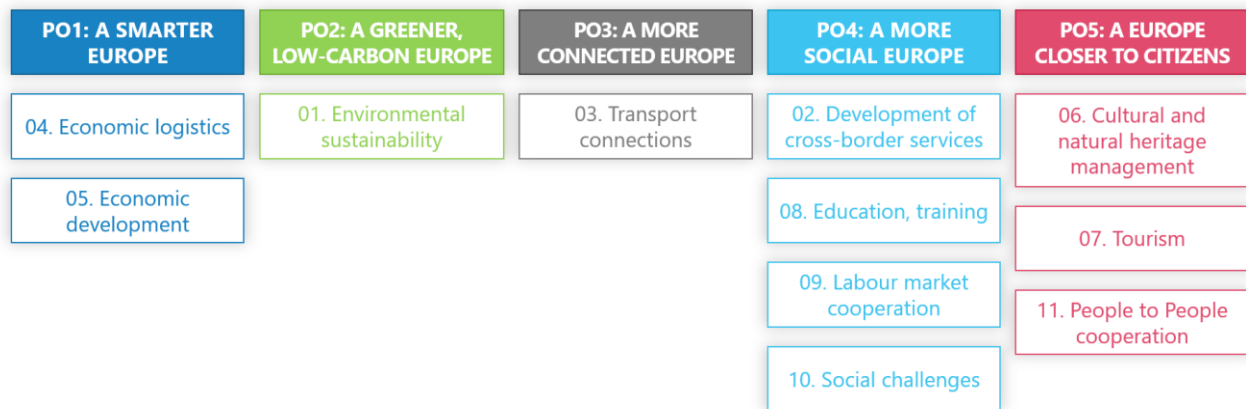 PO1: A SMARTER
EUROPE
04. Economic logistics
05. Economic
development
PO2: A GREENER,
LOW-CARBON EUROPE
01. Environmental
sustainability
PO3: A MORE
CONNECTED EUROPE
03. Transport
connections
PO4: A MORE
SOCIAL EUROPE
02. Development of
cross-border services
08. Education, training
09. Labour market
cooperation
10. Social challenges
PO5: A EUROPE
CLOSER TO CITIZENS
06. Cultural and
natural heritage
management
07. Tourism
11. People to People
cooperation